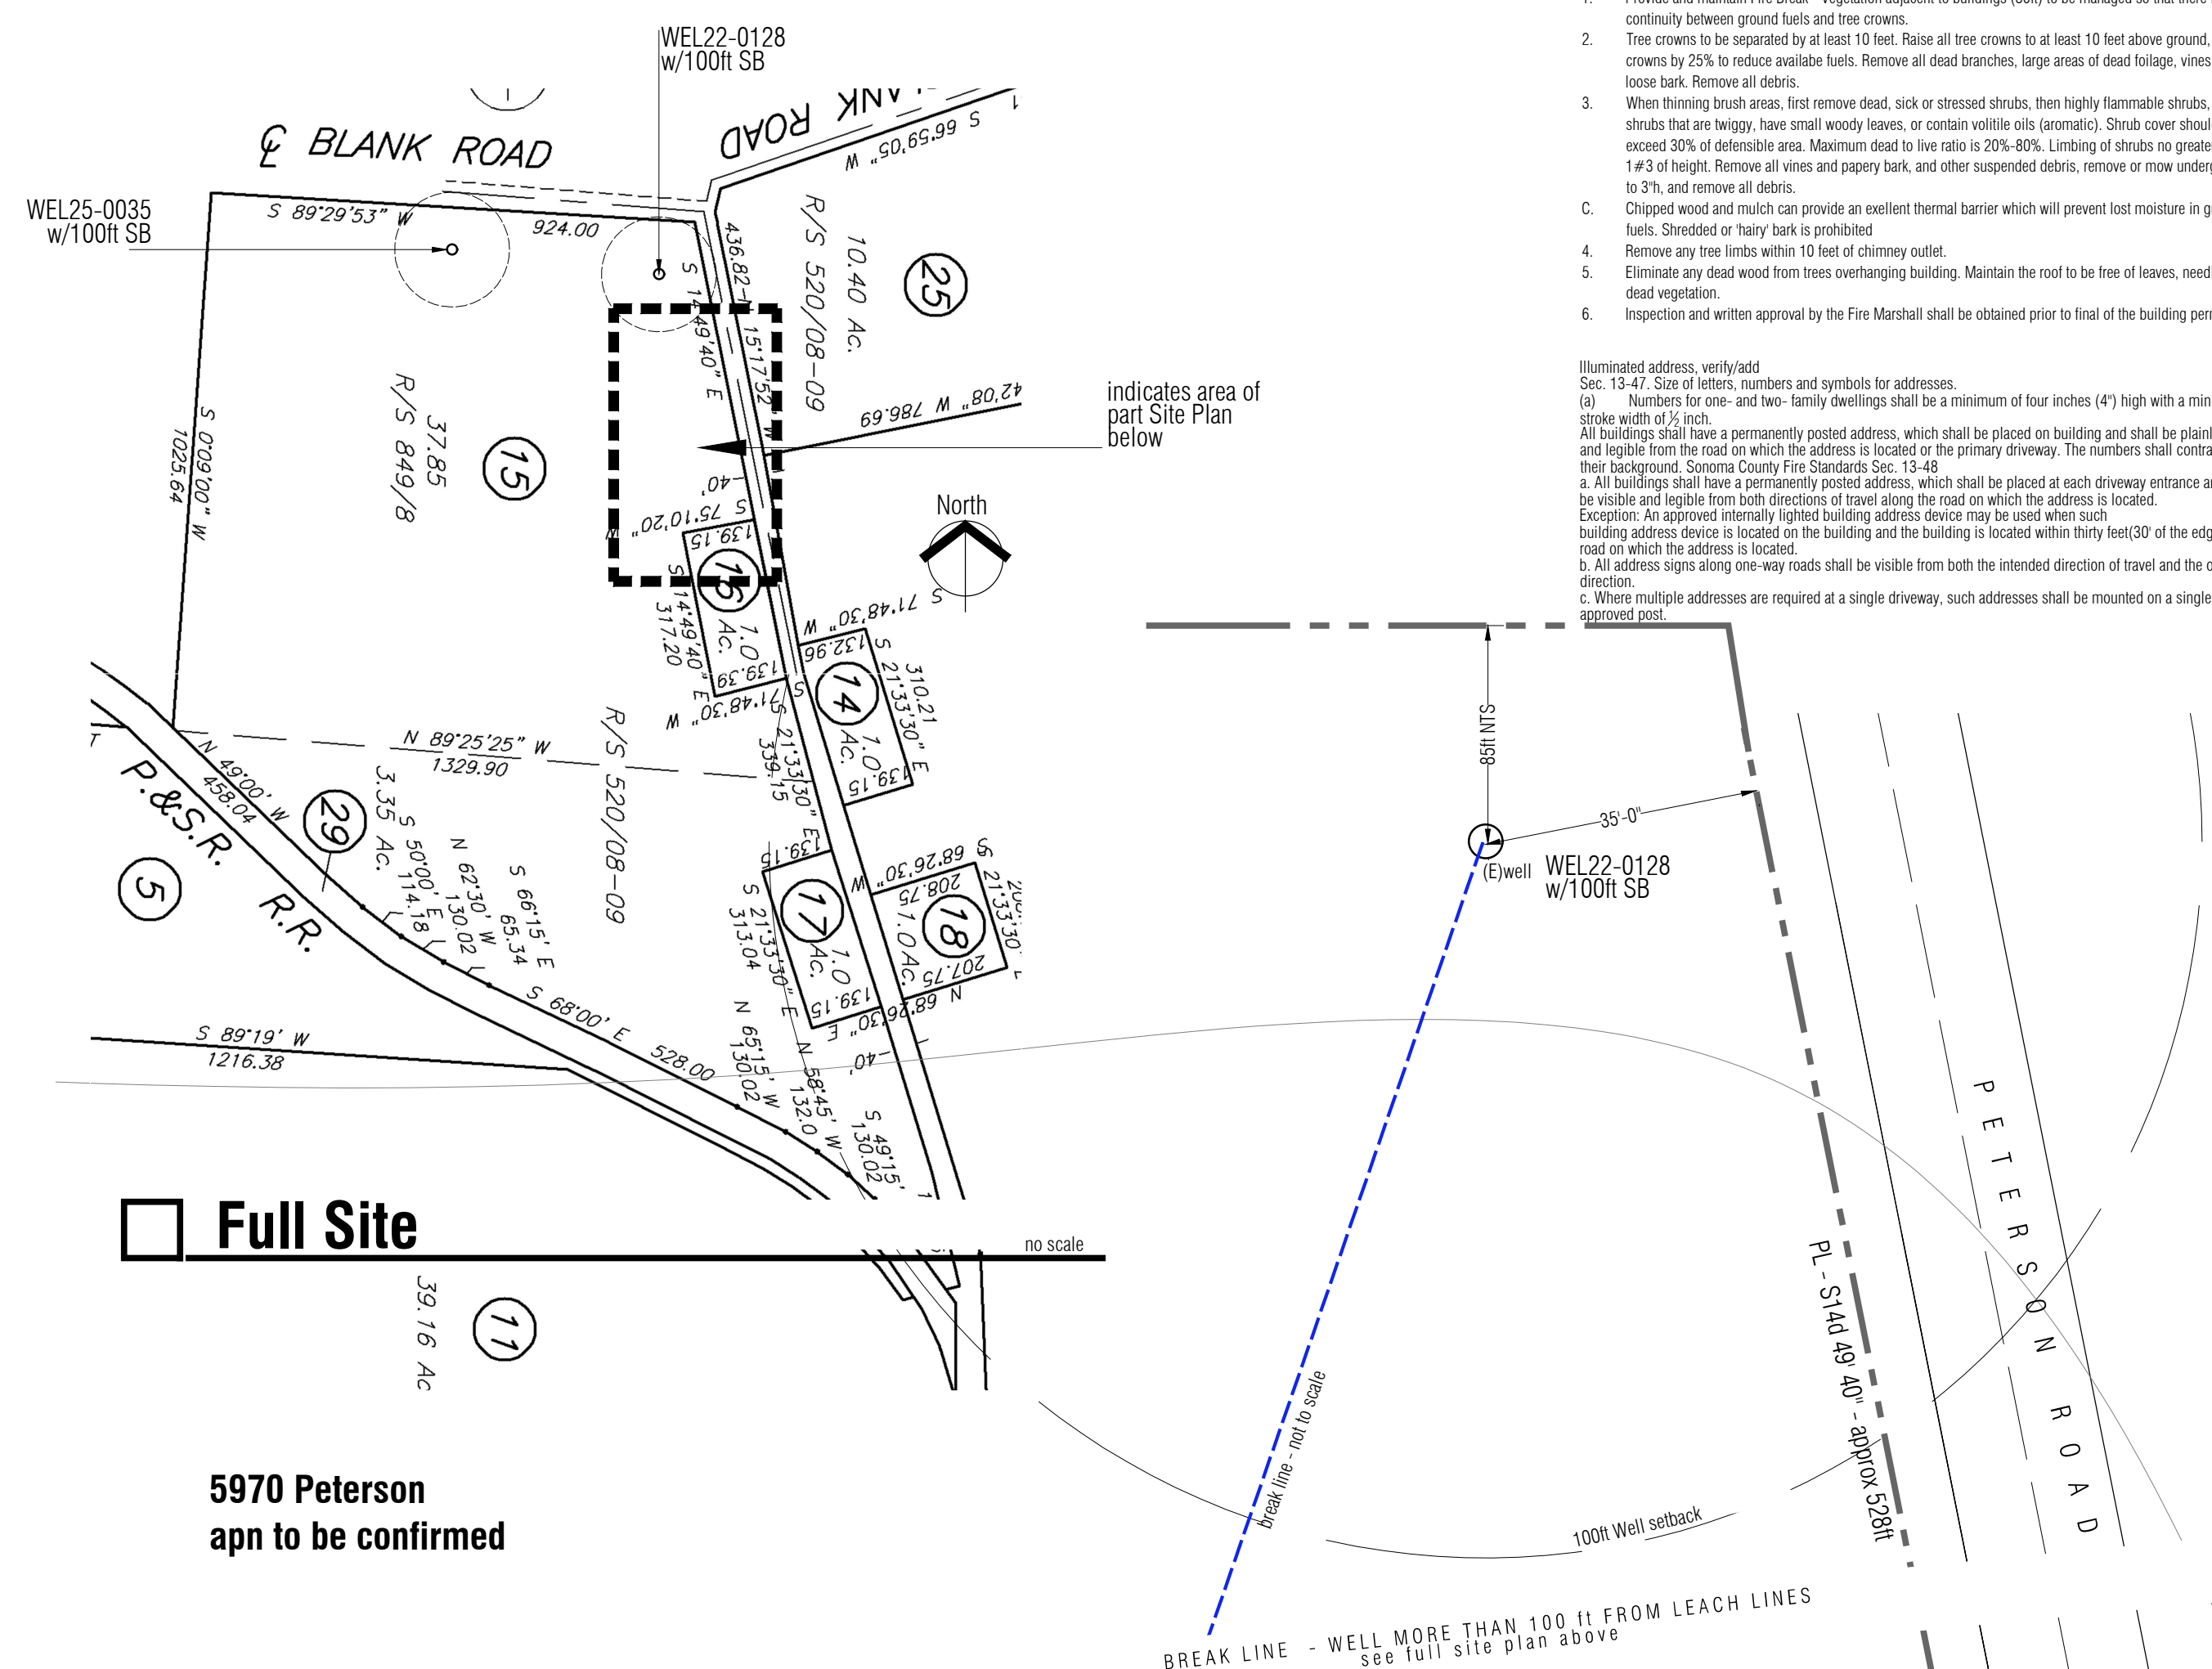 WEL22-0128
w/100ft SB
℄ BLANK ROAD
BLANK ROAD
S 66°59'05" W
WEL25-0035
w/100ft SB
S 89°29'53" W
924.00
436.82
N 15°17'52" W
S 14°49'40" E
R/S 520/08-09
10.40 Ac.
25
42'08" W 786.69
indicates area of
part Site Plan
below
S 0°09'00" W
1025.64
37.85
R/S 849/8
15
40'
S 75°10'20" W
139.15
16
1.0
Ac.
S 14°49'40" E
317.20
139.39
S 71°48'30" W
North
S 71°48'30" W
132.96
14
1.0
Ac.
310.21
S 21°33'30" E
139.15
S 21°33'30" E
339.15
N 89°25'25" W
1329.90
R/S 520/08-09
N 49°00' W
458.04
P.&S.R. R.R.
29
3.35 Ac.
5
S 50°00' E
114.18
N 62°30' W
130.02
S 66°15' E
65.34
S 68°00' E 528.00
139.15
17
1.0
Ac.
S 21°33'30" E
313.04
139.15
S 68°26'30" W
208.75
18
1.0 Ac.
S 21°33'30"
207.75
N 68°26'30" E
40'
N 65°15' W
130.02
N 58°45' W
132.0
S 49°15'
130.02
S 89°19' W
1216.38
Full Site
no scale
39.16 Ac
11
5970 Peterson
apn to be confirmed
continuity between ground fuels and tree crowns.
2. Tree crowns to be separated by at least 10 feet. Raise all tree crowns to at least 10 feet above ground,
crowns by 25% to reduce availabe fuels. Remove all dead branches, large areas of dead foilage, vines
loose bark. Remove all debris.
3. When thinning brush areas, first remove dead, sick or stressed shrubs, then highly flammable shrubs,
shrubs that are twiggy, have small woody leaves, or contain volitile oils (aromatic). Shrub cover shoul
exceed 30% of defensible area. Maximum dead to live ratio is 20%-80%. Limbing of shrubs no greate
1#3 of height. Remove all vines and papery bark, and other suspended debris, remove or mow underg
to 3"h, and remove all debris.
C. Chipped wood and mulch can provide an exellent thermal barrier which will prevent lost moisture in g
fuels. Shredded or 'hairy' bark is prohibited
4. Remove any tree limbs within 10 feet of chimney outlet.
5. Eliminate any dead wood from trees overhanging building. Maintain the roof to be free of leaves, need
dead vegetation.
6. Inspection and written approval by the Fire Marshall shall be obtained prior to final of the building per
Illuminated address, verify/add
Sec. 13-47. Size of letters, numbers and symbols for addresses.
(a) Numbers for one- and two- family dwellings shall be a minimum of four inches (4") high with a min
stroke width of ½ inch.
All buildings shall have a permanently posted address, which shall be placed on building and shall be plainl
and legible from the road on which the address is located or the primary driveway. The numbers shall contra
their background. Sonoma County Fire Standards Sec. 13-48
a. All buildings shall have a permanently posted address, which shall be placed at each driveway entrance a
be visible and legible from both directions of travel along the road on which the address is located.
Exception: An approved internally lighted building address device may be used when such
building address device is located on the building and the building is located within thirty feet(30' of the edg
road on which the address is located.
b. All address signs along one-way roads shall be visible from both the intended direction of travel and the o
direction.
c. Where multiple addresses are required at a single driveway, such addresses shall be mounted on a single
approved post.
85ft NTS
35'-0"
(E)well
WEL22-0128
w/100ft SB
PETERSON ROAD
PL - S14d 49' 40" - approx 528ft
break line - not to scale
100ft Well setback
BREAK LINE - WELL MORE THAN 100 ft FROM LEACH LINES
see full site plan above